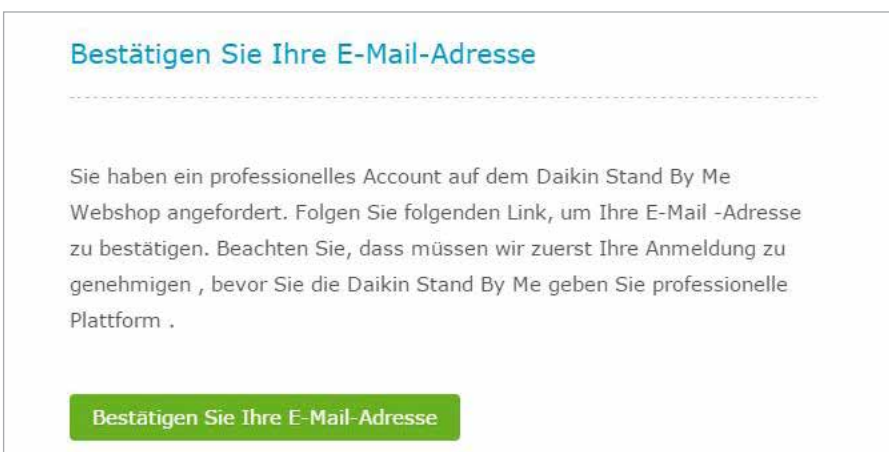 Bestätigen Sie Ihre E-Mail-Adresse
Sie haben ein professionelles Account auf dem Daikin Stand By Me
Webshop angefordert. Folgen Sie folgenden Link, um Ihre E-Mail -Adresse
zu bestätigen. Beachten Sie, dass müssen wir zuerst Ihre Anmeldung zu
genehmigen , bevor Sie die Daikin Stand By Me geben Sie professionelle
Plattform .
Bestätigen Sie Ihre E-Mail-Adresse